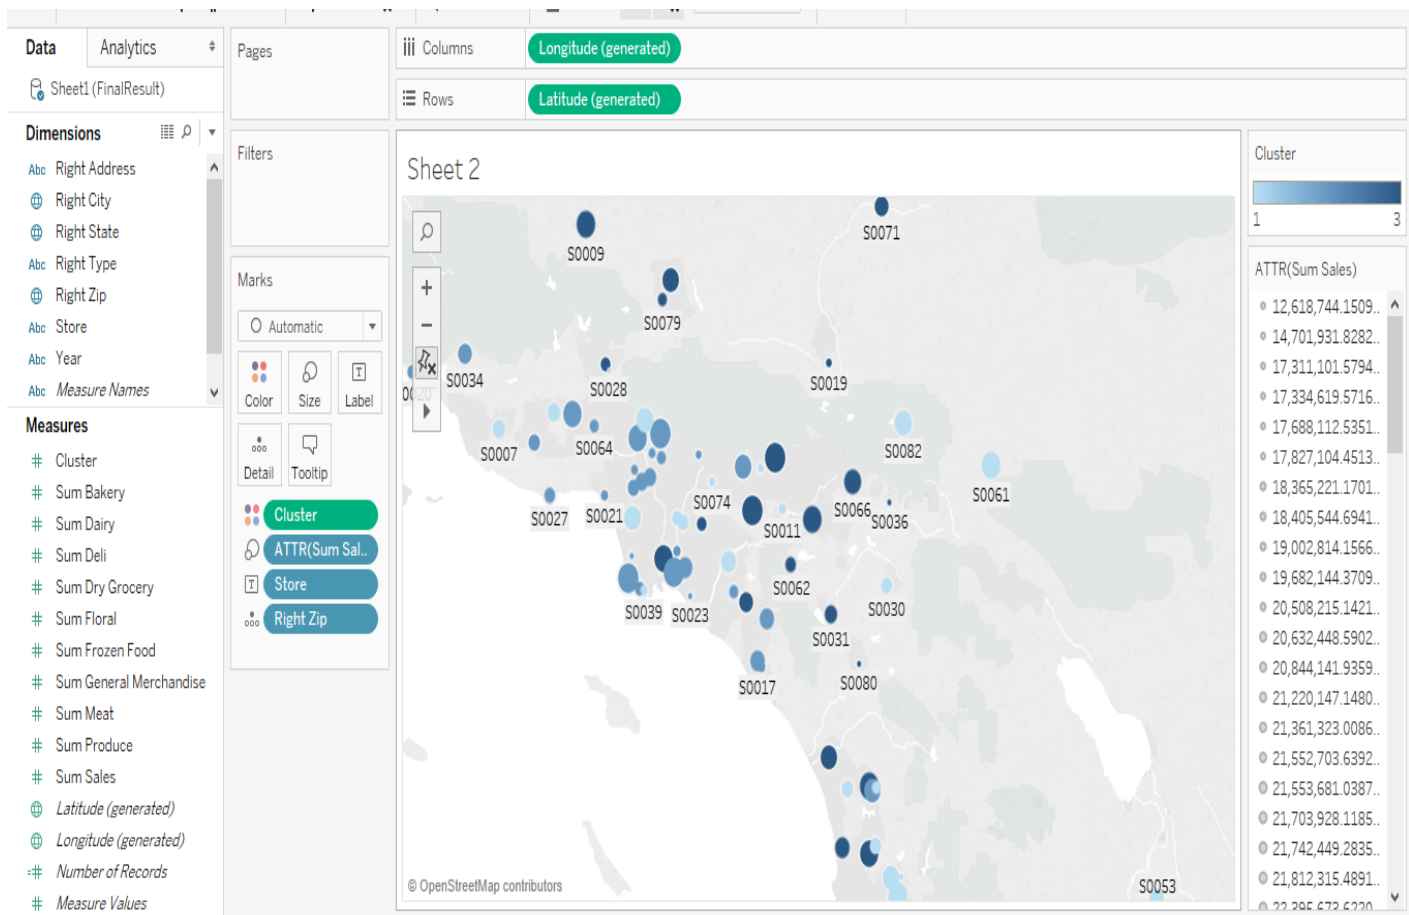 Data
Analytics
Sheet1 (FinalResult)
Dimensions
Abc Right Address
Right City
Right State
Abc Right Type
Right Zip
Abc Store
Abc Year
Abc Measure Names
Measures
# Cluster
# Sum Bakery
# Sum Dairy
# Sum Deli
# Sum Dry Grocery
# Sum Floral
# Sum Frozen Food
# Sum General Merchandise
# Sum Meat
# Sum Produce
# Sum Sales
Latitude (generated)
Longitude (generated)
=# Number of Records
# Measure Values
Pages
Filters
Marks
Automatic
Color
Size
T
Label
Detail
Tooltip
Cluster
ATTR(Sum Sal..
T Store
Right Zip
iii Columns
Longitude (generated)
Rows
Latitude (generated)
Sheet 2
S0009
S0071
S0079
S0034
S0028
S0019
S0007
S0064
S0082
S0061
S0074
S0027
S0021
S0011
S0066
S0036
S0062
S0039
S0023
S0030
S0031
S0017
S0080
S0053
© OpenStreetMap contributors
Cluster
1
3
ATTR(Sum Sales)
12,618,744.1509..
14,701,931.8282..
17,311,101.5794..
17,334,619.5716..
17,688,112.5351..
17,827,104.4513..
18,365,221.1701..
18,405,544.6941..
19,002,814.1566..
19,682,144.3709..
20,508,215.1421..
20,632,448.5902..
20,844,141.9359..
21,220,147.1480..
21,361,323.0086..
21,552,703.6392..
21,553,681.0387..
21,703,928.1185..
21,742,449.2835..
21,812,315.4891..